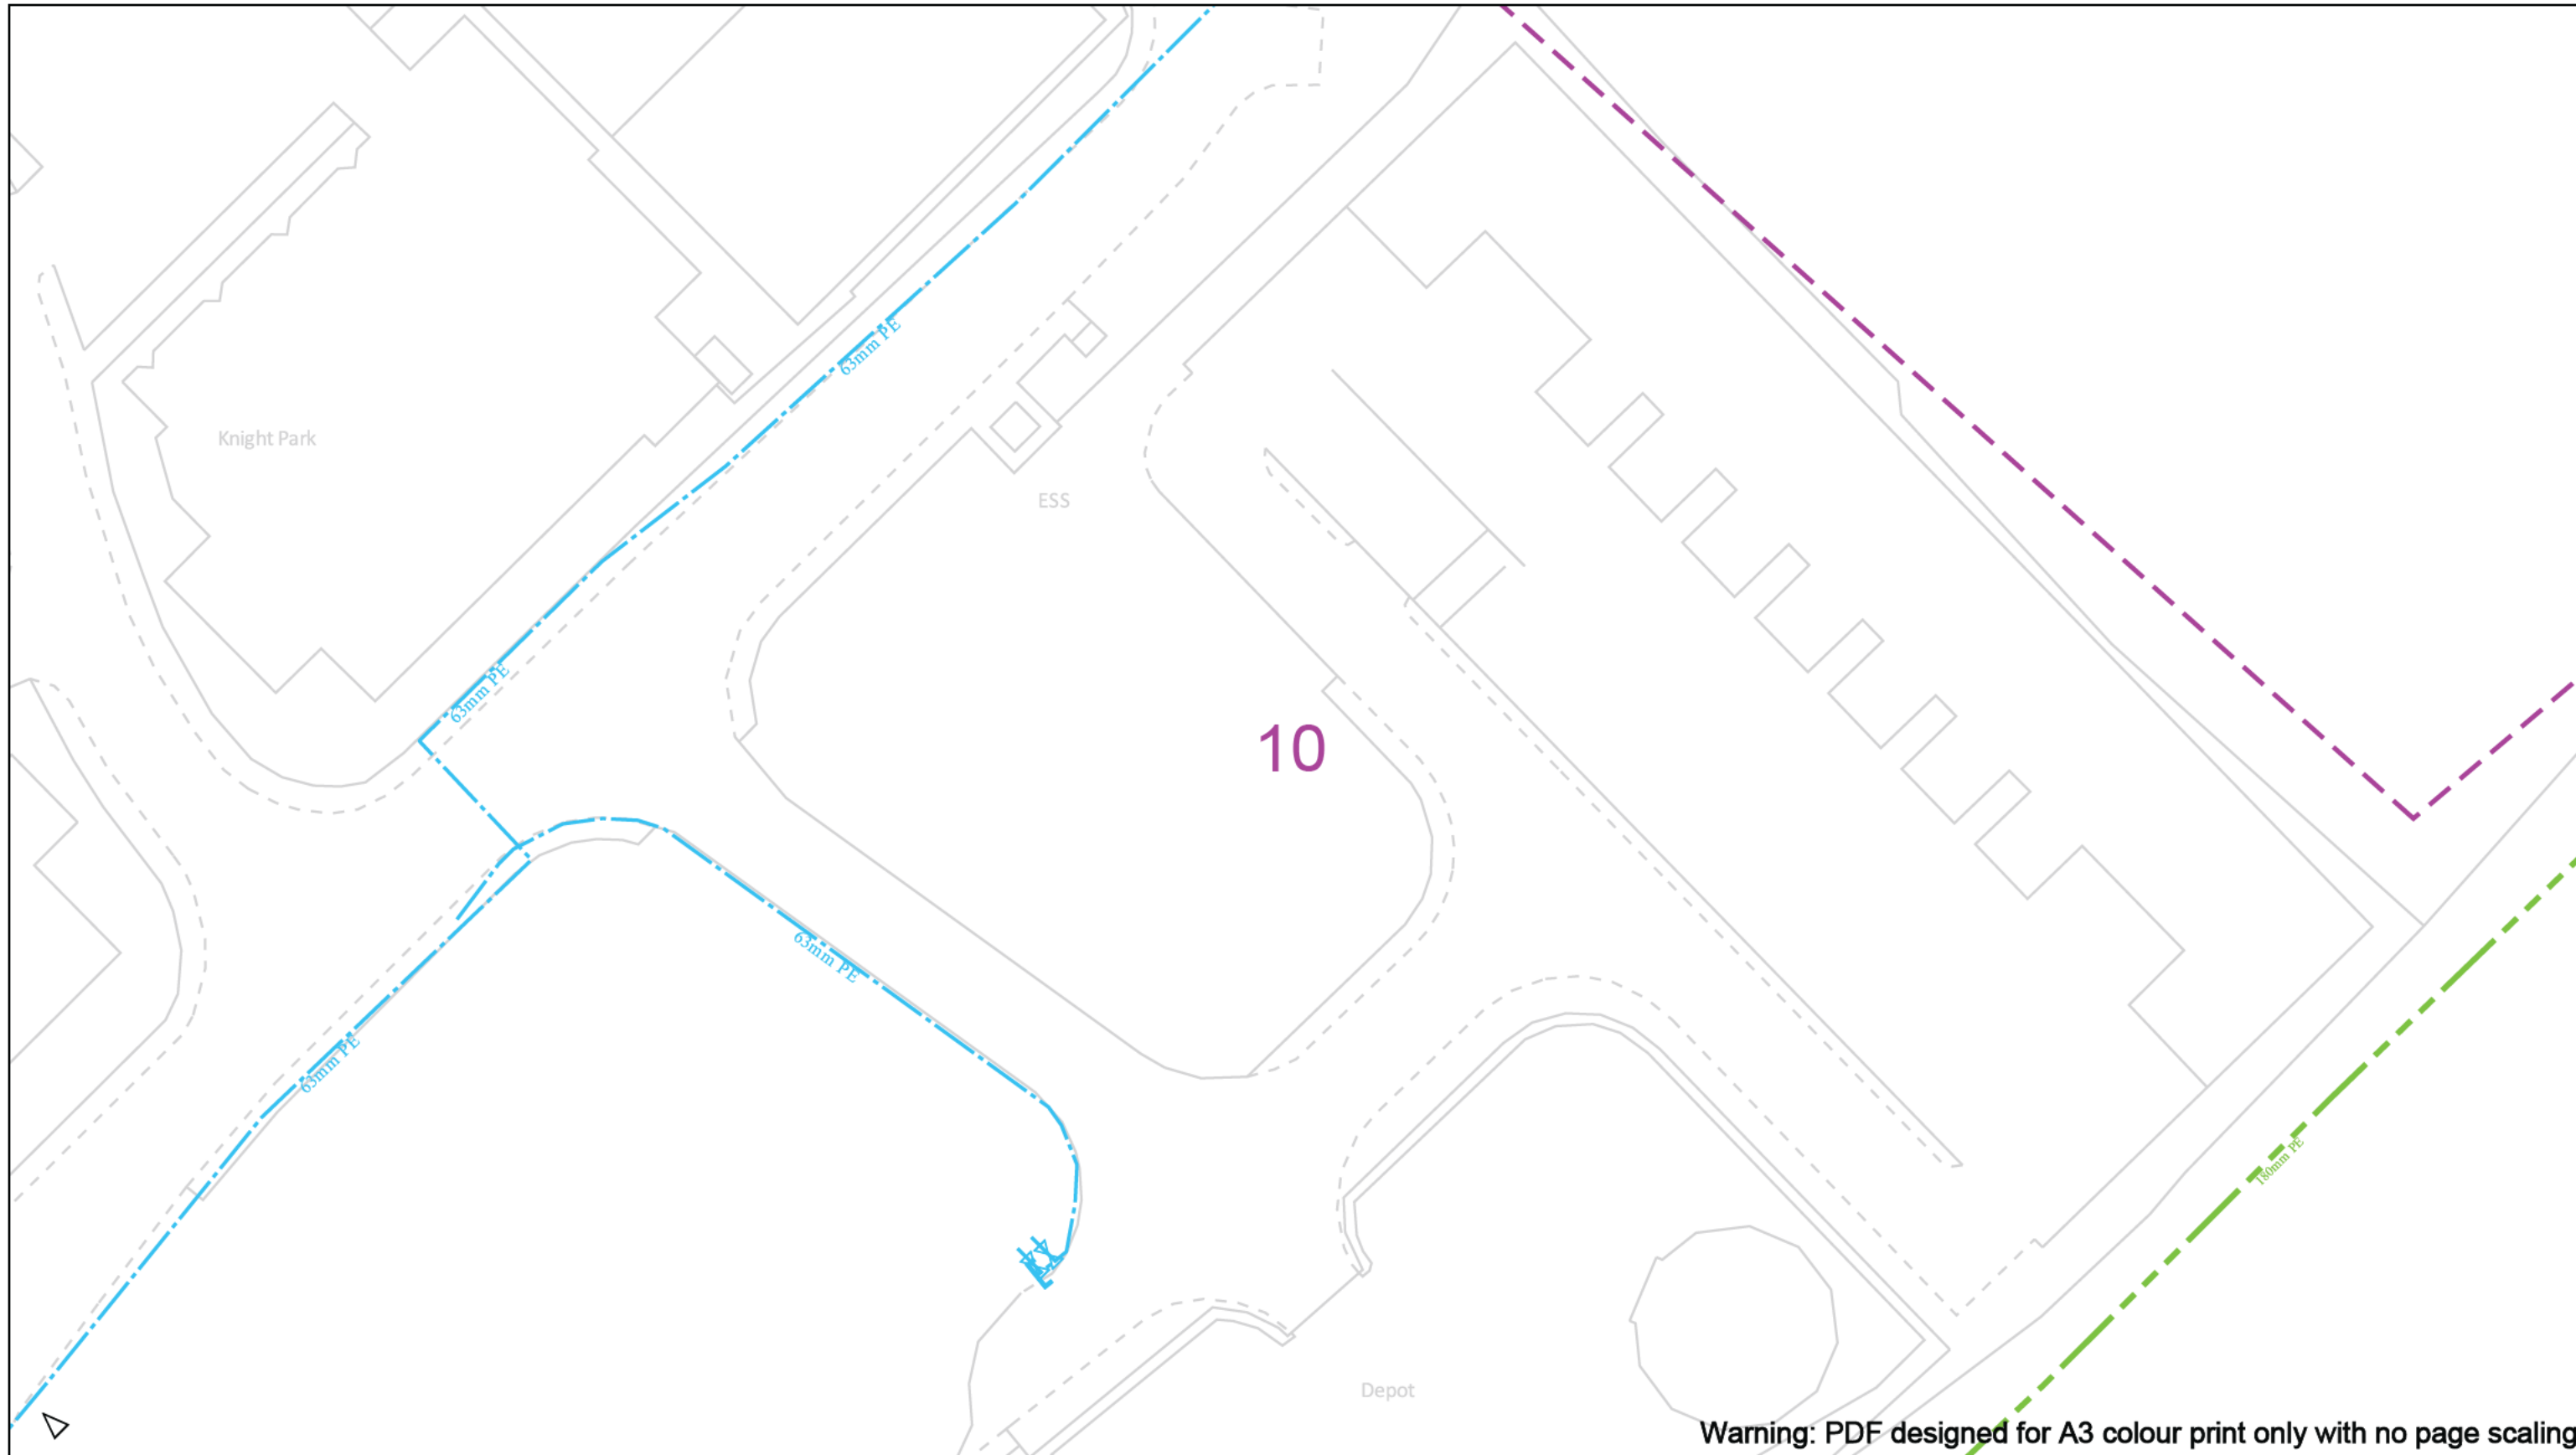 63mm PE
Knight Park
ESS
63mm PE
10
63mm PE
63mm PE
180mm PE
Depot
Warning: PDF designed for A3 colour print only with no page scaling